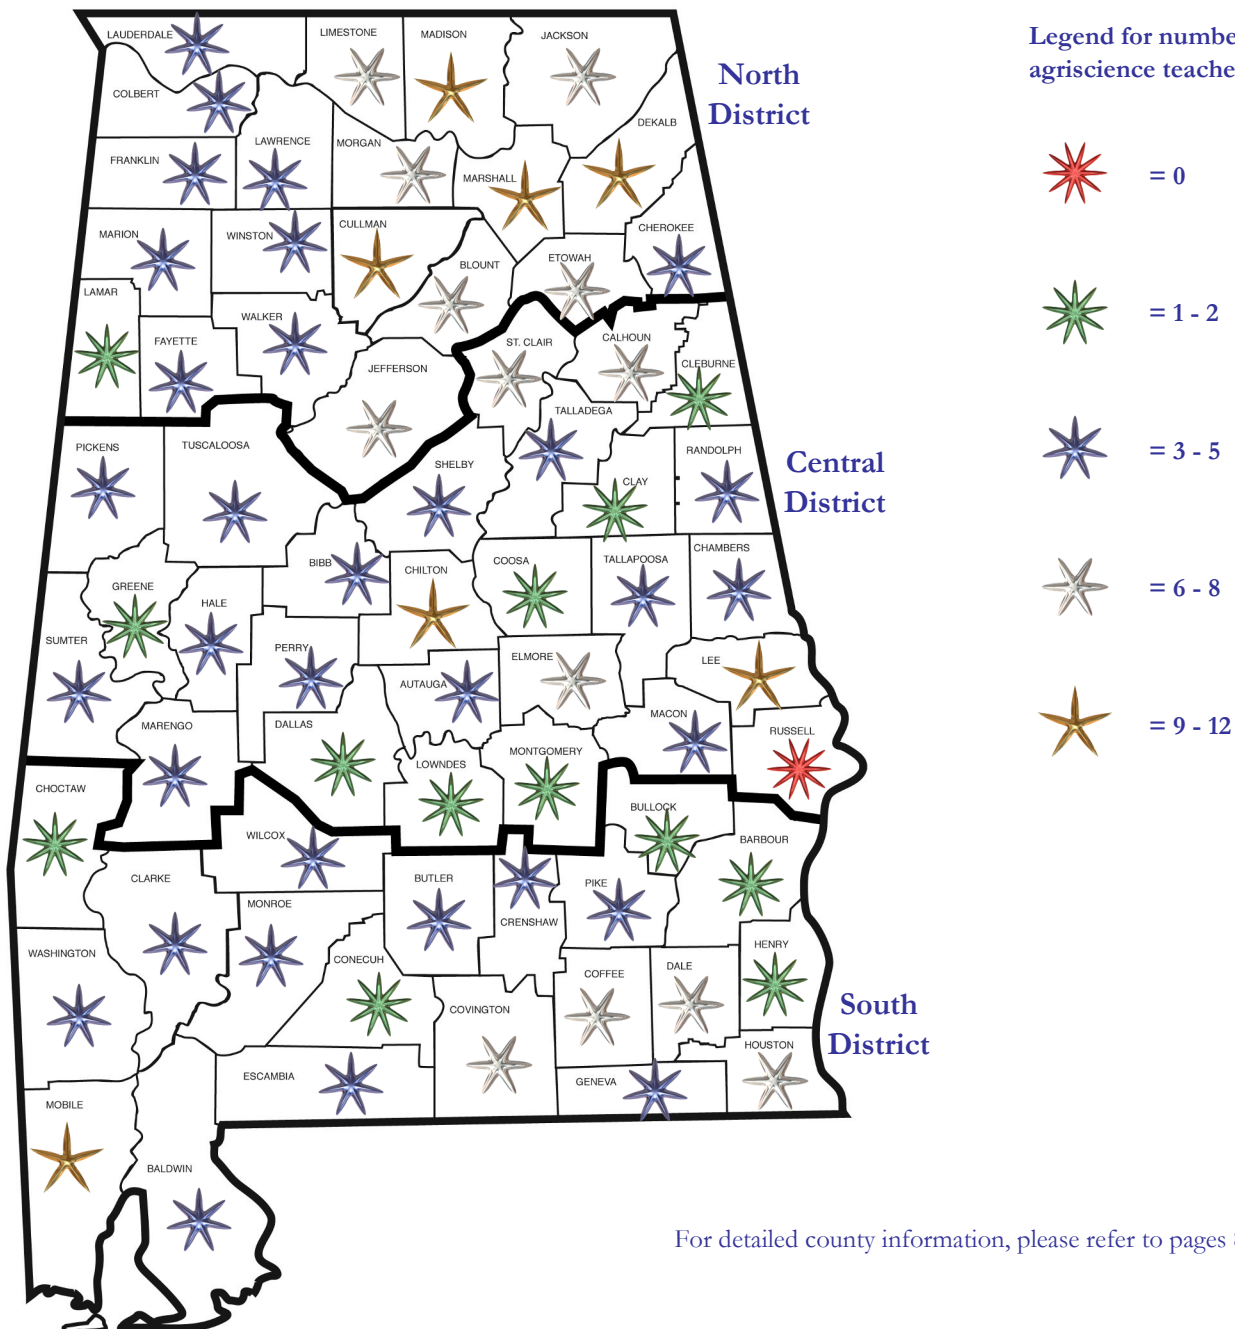 LAUDERDALE
LIMESTONE
MADISON
JACKSON
COLBERT
FRANKLIN
LAWRENCE
MORGAN
MARSHALL
DEKALB
MARION
WINSTON
CULLMAN
BLOUNT
ETOWAH
CHEROKEE
LAMAR
FAYETTE
WALKER
JEFFERSON
ST. CLAIR
CALHOUN
CLEBURNE
TALLADEGA
PICKENS
TUSCALOOSA
SHELBY
CLAY
RANDOLPH
GREENE
HALE
BIBB
CHILTON
COOSA
TALLAPOOSA
CHAMBERS
SUMTER
PERRY
AUTAUGA
ELMORE
LEE
MARENGO
DALLAS
LOWNDES
MONTGOMERY
MACON
RUSSELL
CHOCTAW
WILCOX
BULLOCK
BARBOUR
CLARKE
MONROE
BUTLER
CRENSHAW
PIKE
WASHINGTON
CONECUH
COVINGTON
COFFEE
DALE
HENRY
ESCAMBIA
GENEVA
HOUSTON
MOBILE
BALDWIN
North
District
Central
District
South
District
Legend for
agriscience
= 0
= 1 - 2
= 3 - 5
= 6 - 8
= 9 - 12
For detailed county information, please refer to pages